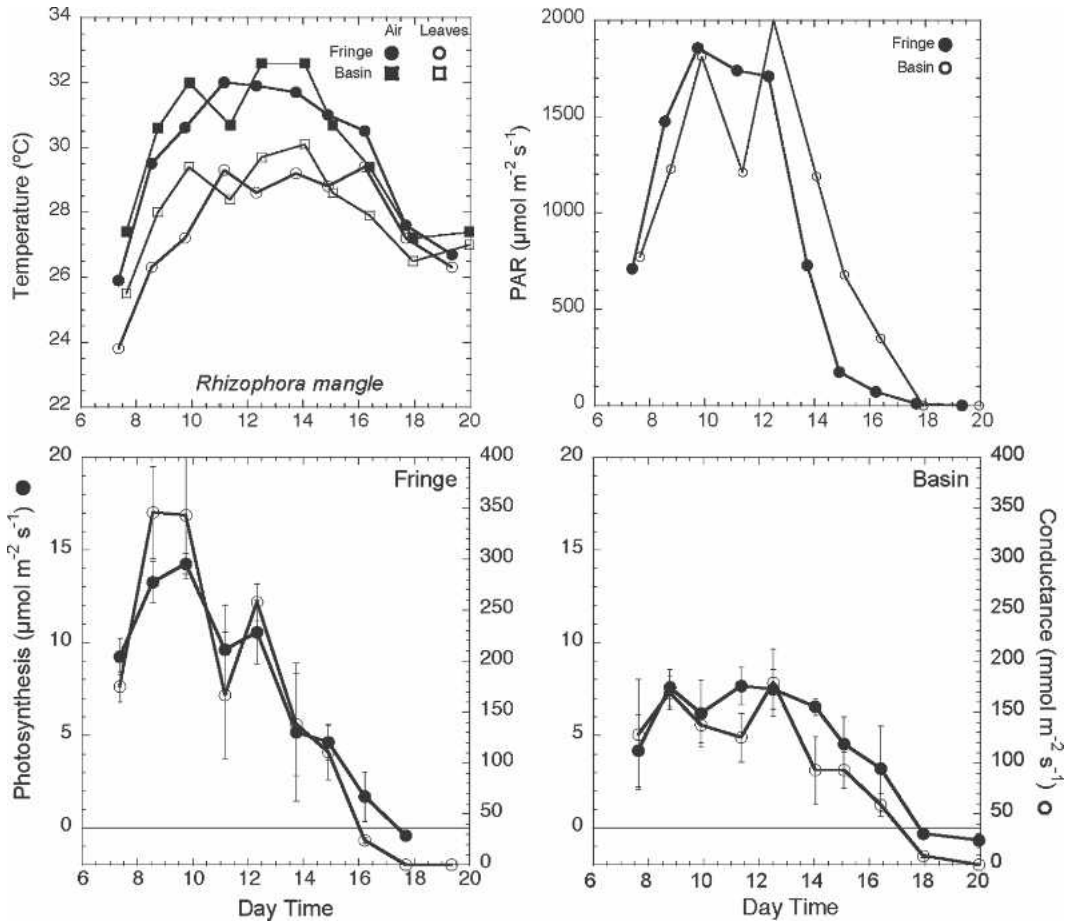 34
32
30
28
26
24
22
Temperature (ºC)
Air Leaves
Fringe
Basin
Rhizophora mangle
6 8 10 12 14 16 18 20
2000
1500
1000
500
0
PAR (µmol m-2 s-1)
Fringe
Basin
6 8 10 12 14 16 18 20
20
15
10
5
0
Photosynthesis (µmol m-2 s-1)
Fringe
400
350
300
250
200
150
100
50
0
6 8 10 12 14 16 18 20
Day Time
20
15
10
5
0
Basin
400
350
300
250
200
150
100
50
0
Conductance (mmol m-2 s-1)
6 8 10 12 14 16 18 20
Day Time